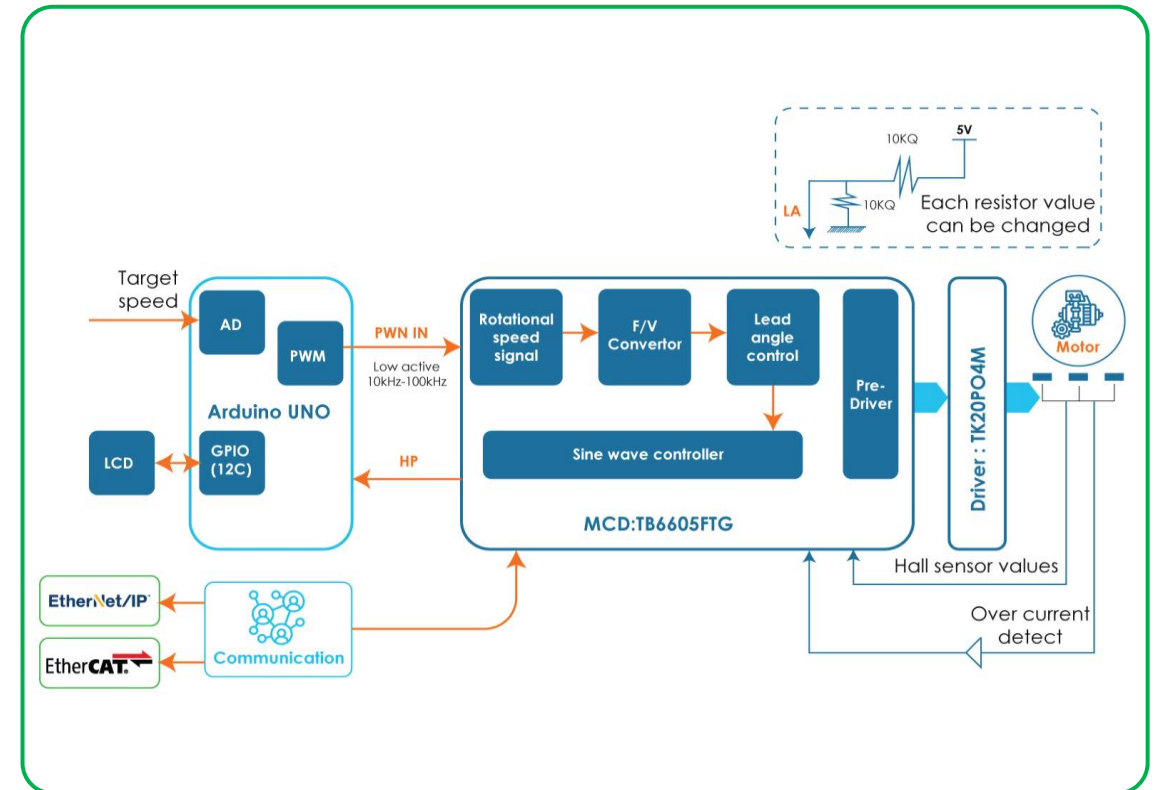 5V
10KQ
10KQ
LA
Each resistor value
can be changed
Target
speed
AD
PWM
Arduino UNO
GPIO
(12C)
LCD
PWN IN
Low active
10kHz-100kHz
HP
Rotational
speed
signal
F/V
Convertor
Lead
angle
control
Pre-
Driver
Sine wave controller
MCD:TB6605FTG
Driver : TK20PO4M
Motor
Hall sensor values
Over current
detect
EtherNet/IP
EtherCAT.
Communication